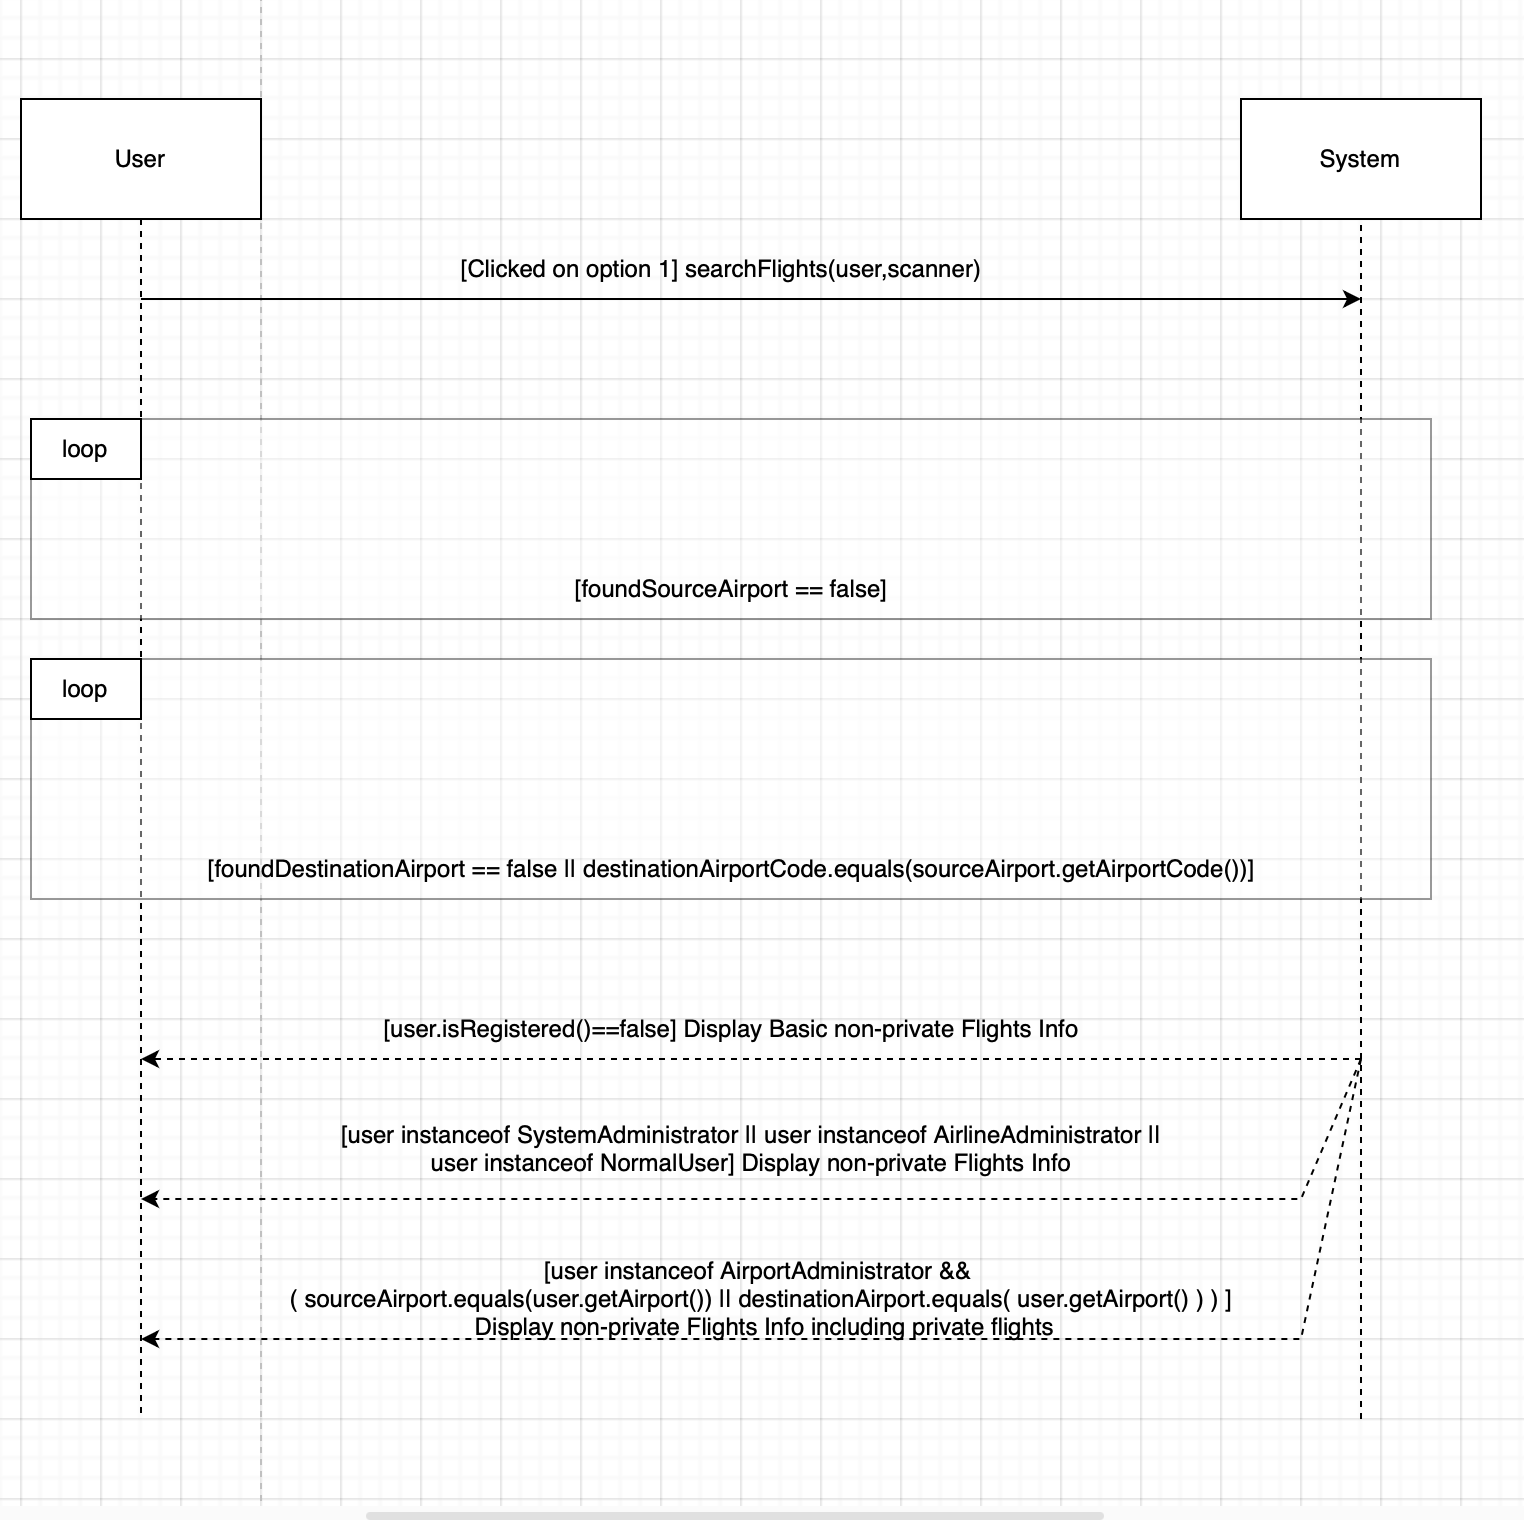 User
System
[Clicked on option 1] searchFlights(user,scanner)
loop
[foundSourceAirport == false]
loop
[foundDestinationAirport == false || destinationAirportCode.equals(sourceAirport.getAirportCode())]
[user.isRegistered()==false] Display Basic non-private Flights Info
[user instanceof SystemAdministrator || user instanceof AirlineAdministrator ||
user instanceof NormalUser] Display non-private Flights Info
[user instanceof AirportAdministrator &&
( sourceAirport.equals(user.getAirport()) || destinationAirport.equals( user.getAirport() ) ) ]
Display non-private Flights Info including private flights